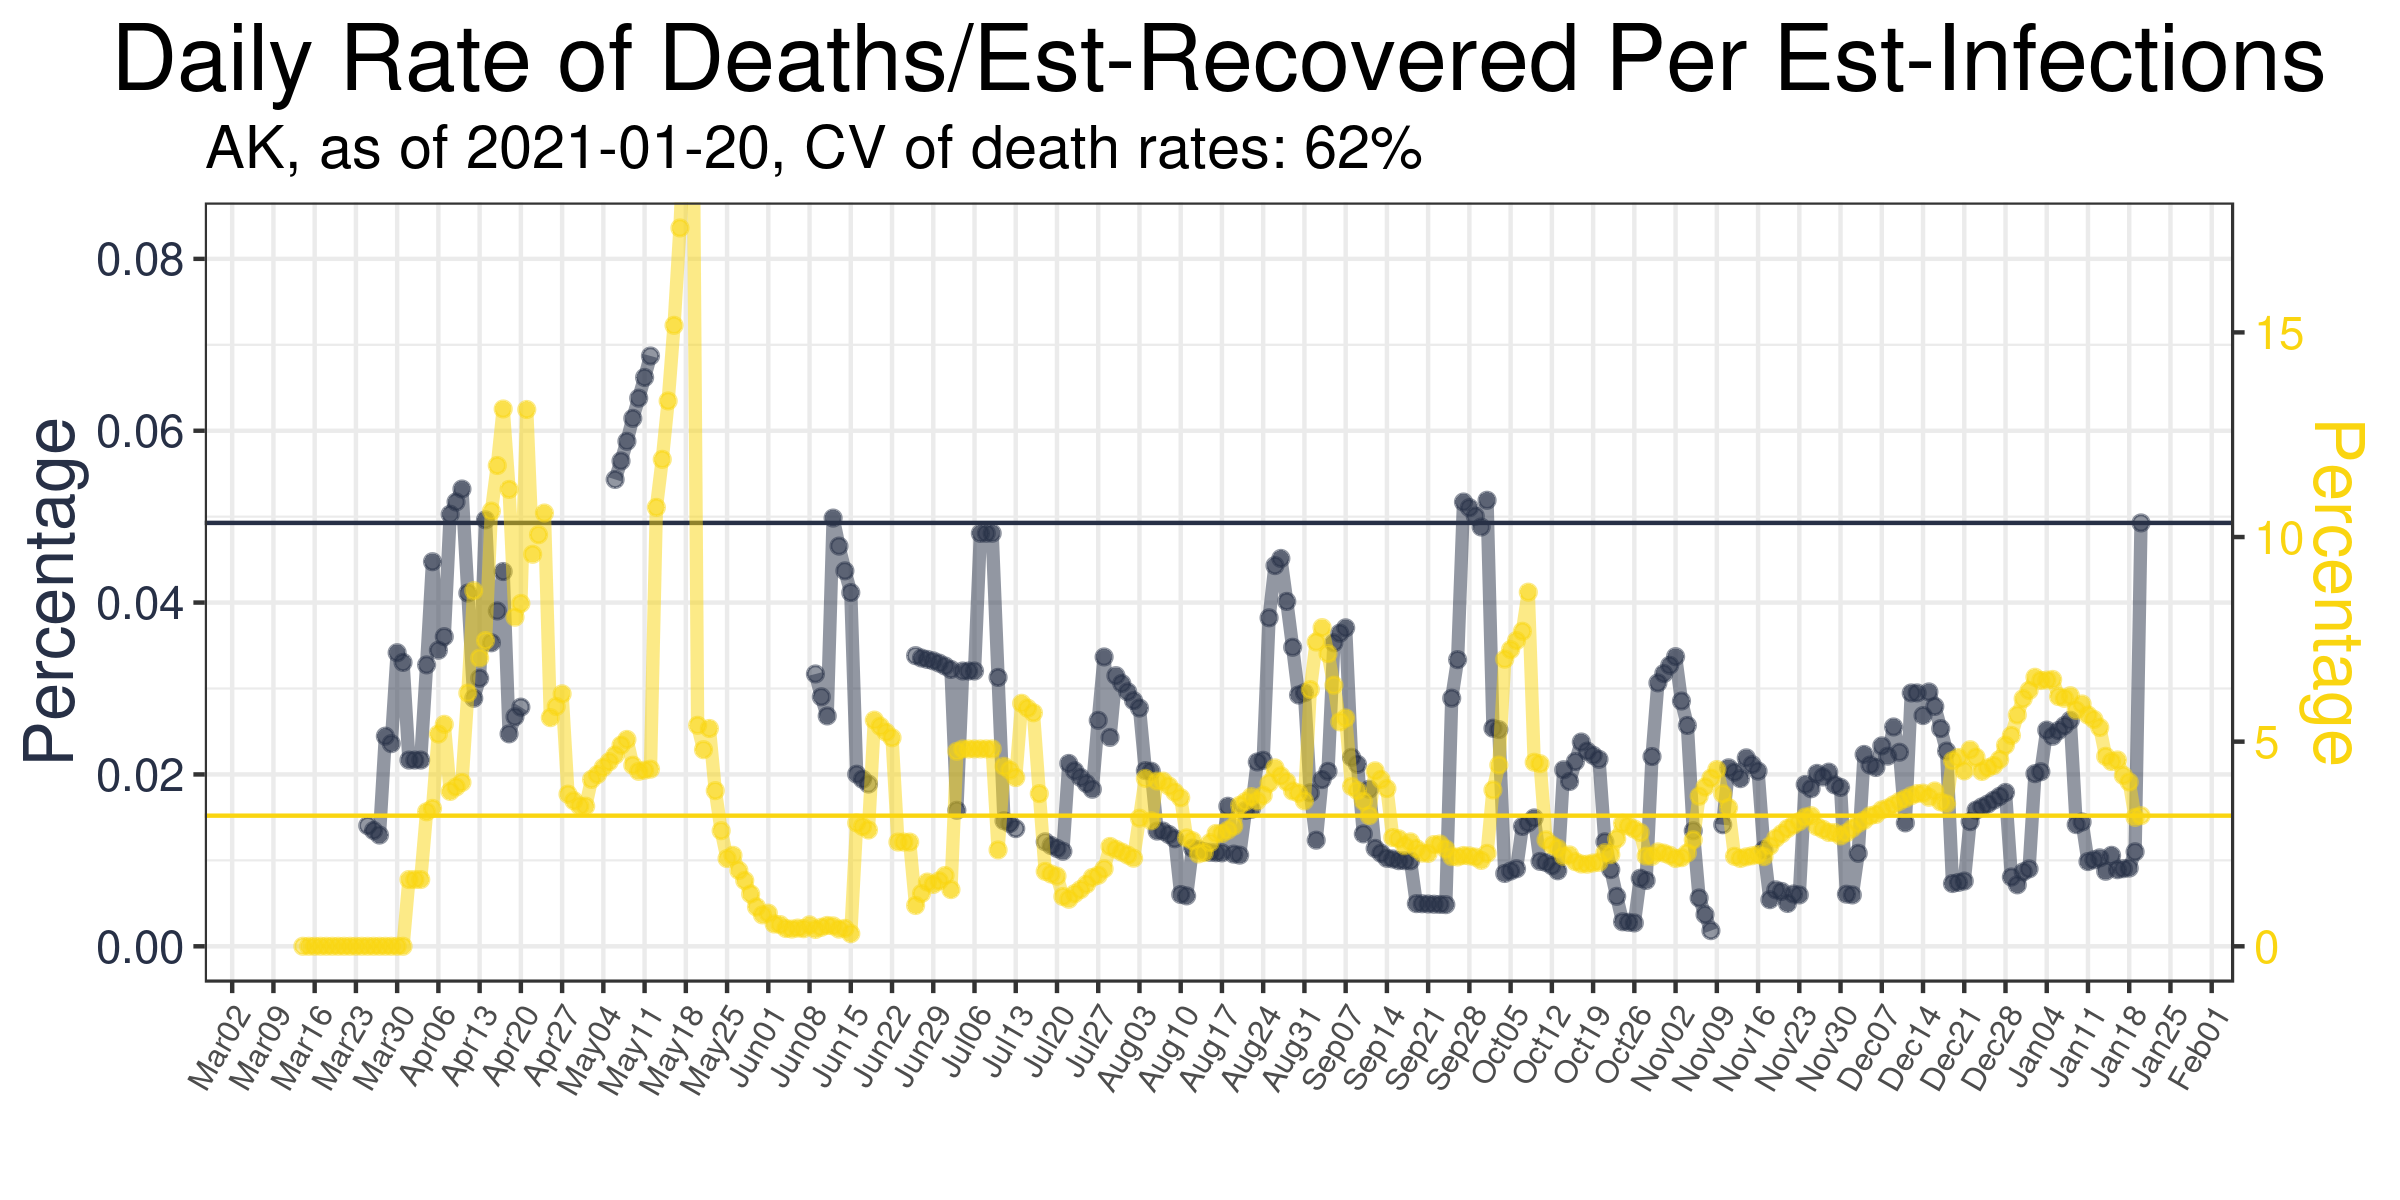 Daily Rate of Deaths/Est-Recovered Per Est-Infections
AK, as of 2021-01-20, CV of death rates: 62%
Percentage
0.08
0.06
0.04
0.02
0.00
15
10
5
0
Percentage
Mar02
Mar09
Mar16
Mar23
Mar30
Apr06
Apr13
Apr20
Apr27
May04
May11
May18
May25
Jun01
Jun08
Jun15
Jun22
Jun29
Jul06
Jul13
Jul20
Jul27
Aug03
Aug10
Aug17
Aug24
Aug31
Sep07
Sep14
Sep21
Sep28
Oct05
Oct12
Oct19
Oct26
Nov02
Nov09
Nov16
Nov23
Nov30
Dec07
Dec14
Dec21
Dec28
Jan04
Jan11
Jan18
Jan25
Feb01